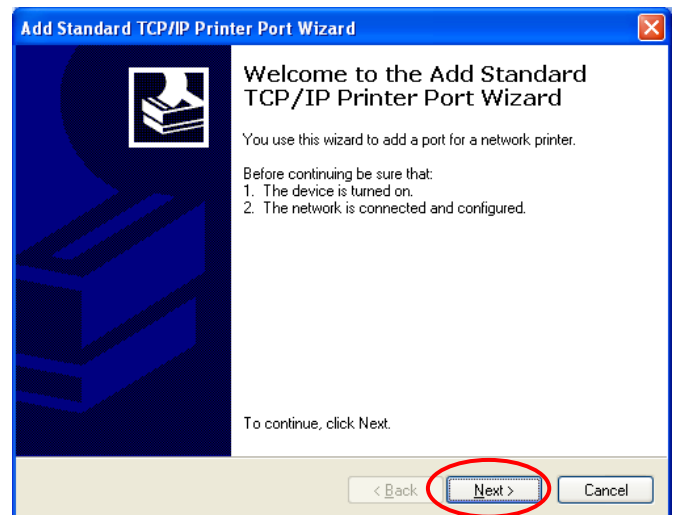 Add Standard TCP/IP Printer Port Wizard
Welcome to the Add Standard
TCP/IP Printer Port Wizard
You use this wizard to add a port for a network printer.
Before continuing be sure that:
1. The device is turned on.
2. The network is connected and configured.
To continue, click Next.
< Back
Next >
Cancel